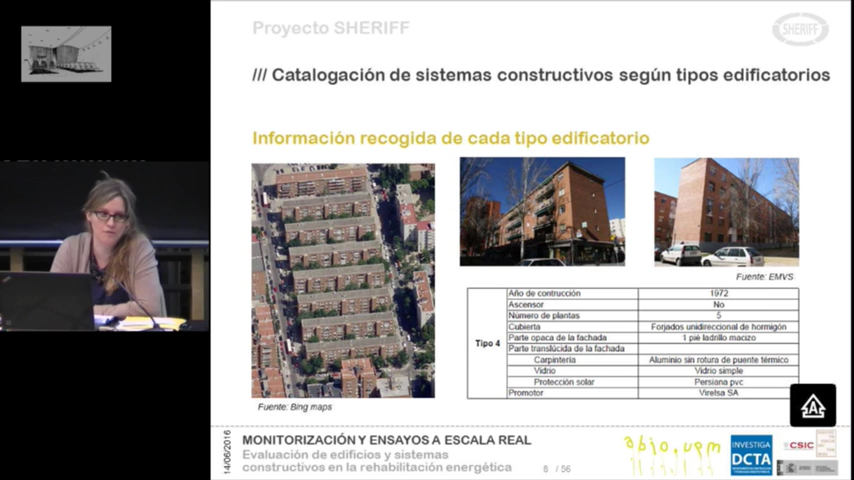 Proyecto SHERIFF
SHERIFF
/// Catalogación de sistemas constructivos según tipos edificatorios
Información recogida de cada tipo edificatorio
Fuente: EMVS
Fuente: Bing maps
Tipo 4
Año de contrucción 1972
Ascensor No
Número de plantas 5
Cubierta Forjados unidireccional de hormigón
Parte opaca de la fachada 1 pié ladrillo macizo
Parte translúcida de la fachada
Carpintería Aluminio sin rotura de puente térmico
Vidrio Vidrio simple
Protección solar Persiana pvc
Promotor Virelsa SA
14/06/2016
MONITORIZACIÓN Y ENSAYOS A ESCALA REAL
Evaluación de edificios y sistemas
constructivos en la rehabilitación energética
8 / 56
abio.upm
INVESTIGA
DCTA
CSIC